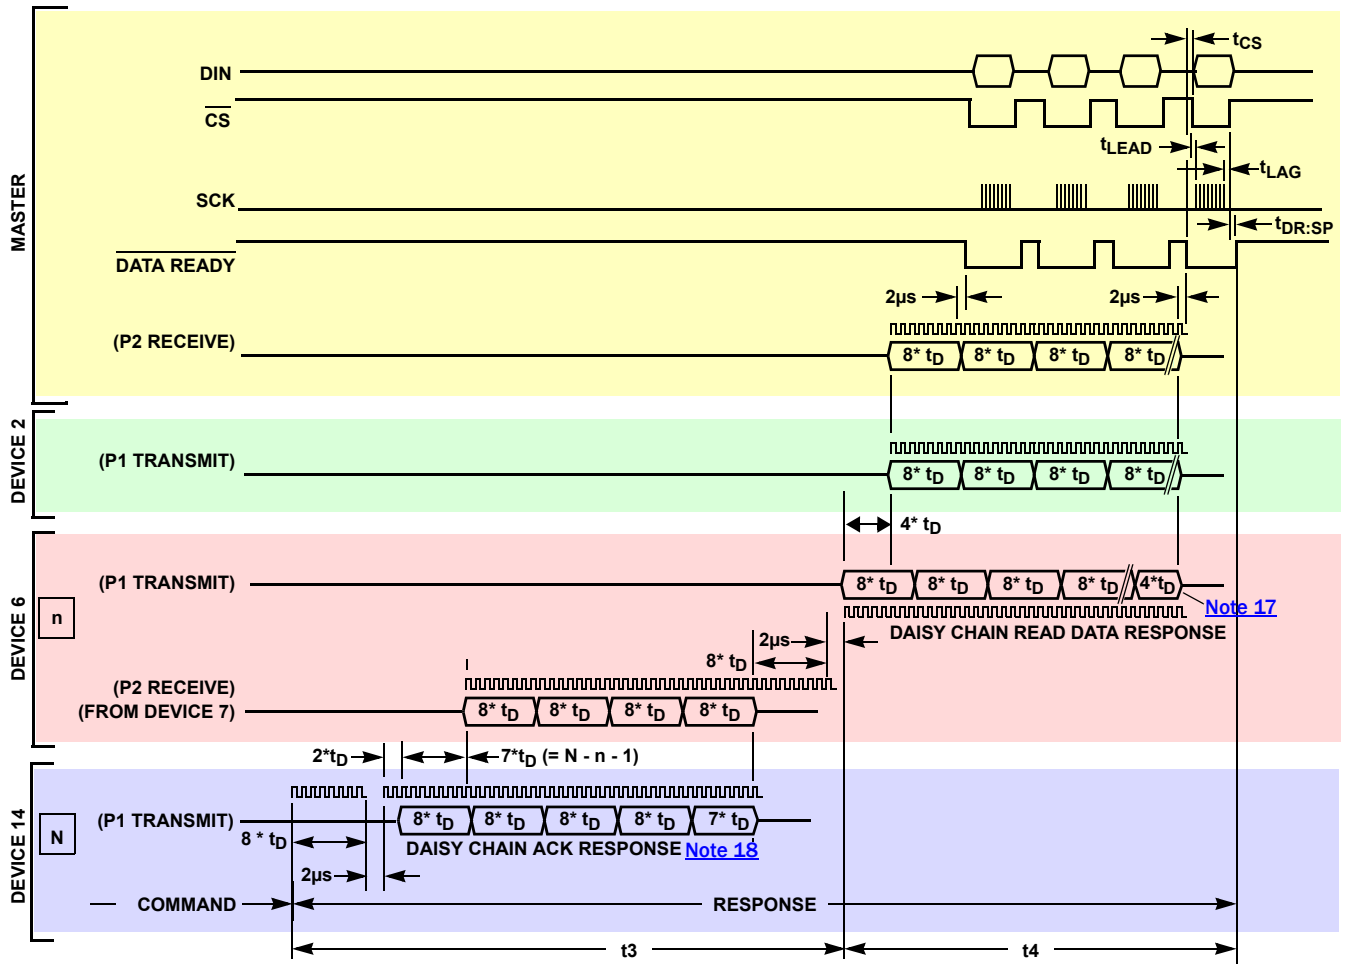 MASTER
DIN
tCS
CS
tLEAD
tLAG
SCK
tDR:SP
DATA READY
2µs
2µs
(P2 RECEIVE)
8* tD 8* tD 8* tD 8* tD
DEVICE 2
(P1 TRANSMIT)
8* tD 8* tD 8* tD 8* tD
4* tD
DEVICE 6
n
(P1 TRANSMIT)
8* tD 8* tD 8* tD 8* tD 4*tD
Note 17
DAISY CHAIN READ DATA RESPONSE
2µs
8* tD
(P2 RECEIVE)
(FROM DEVICE 7)
8* tD 8* tD 8* tD 8* tD
2*tD
7*tD (= N - n - 1)
DEVICE 14
N
(P1 TRANSMIT)
8* tD 8* tD 8* tD 8* tD 7* tD
8 * tD
DAISY CHAIN ACK RESPONSE Note 18
2µs
COMMAND
RESPONSE
t3
t4